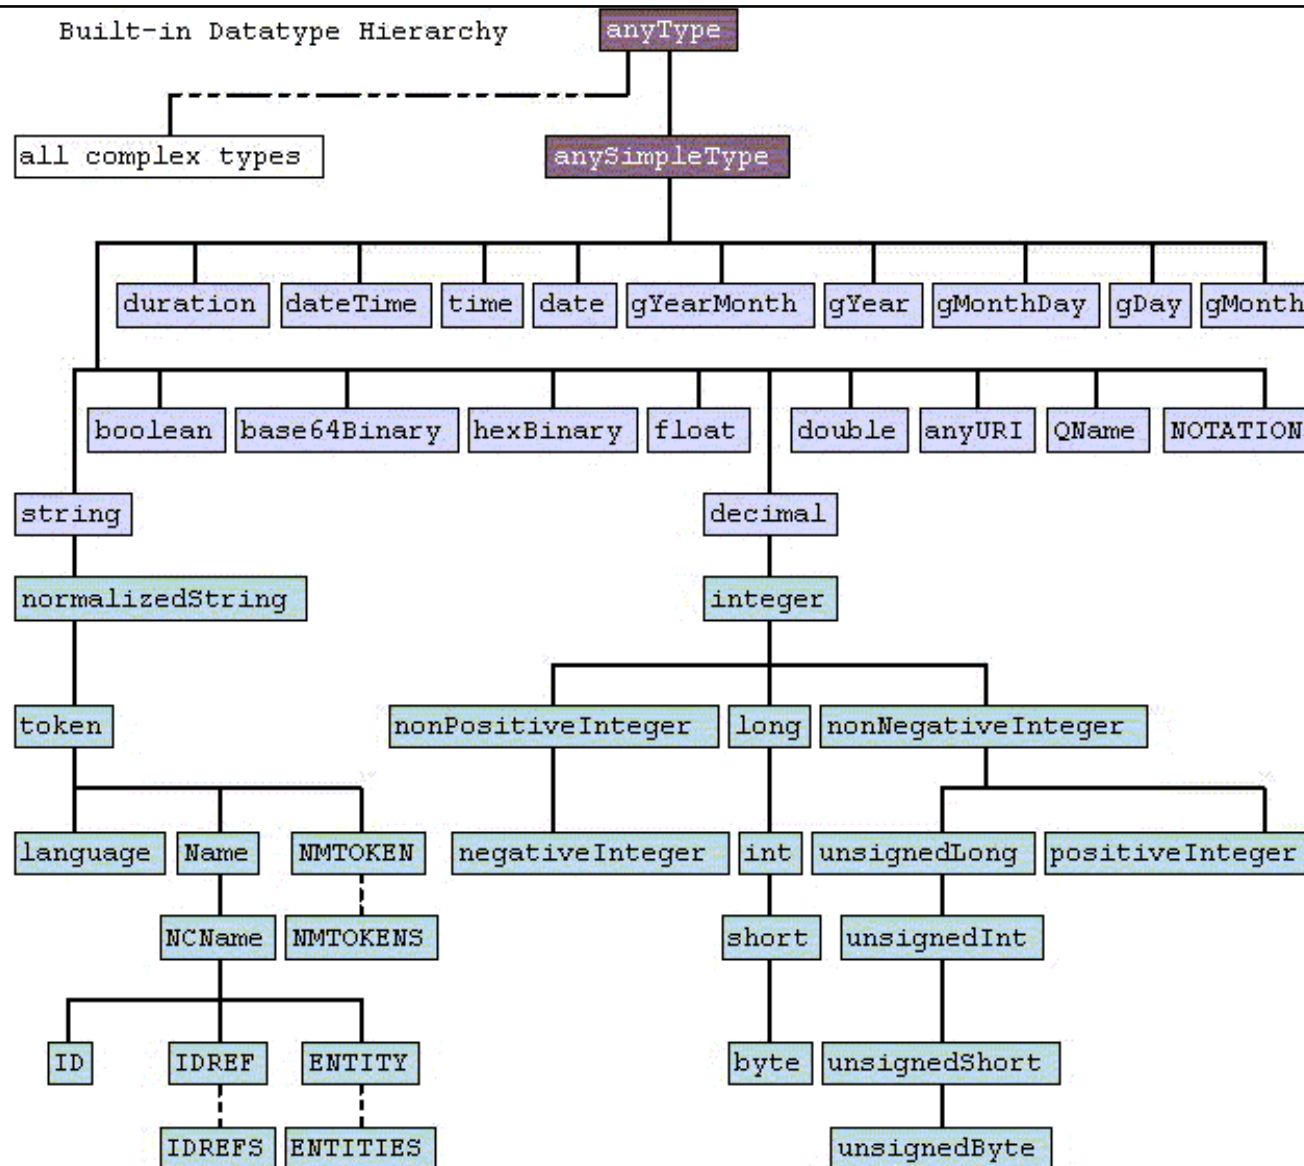 Built-in Datatype Hierarchy anyType
all complex types anySimpleType
duration dateTime time date gYearMonth gYear gMonthDay gDay gMonth
boolean base64Binary hexBinary float double anyURI QName NOTATION
string decimal
normalizedString integer
token nonPositiveInteger long nonNegativeInteger
language Name NMTOKEN negativeInteger int unsignedLong positiveInteger
NCName NMTOKENS short unsignedInt
ID IDREF ENTITY byte unsignedShort
IDREFS ENTITIES unsignedByte